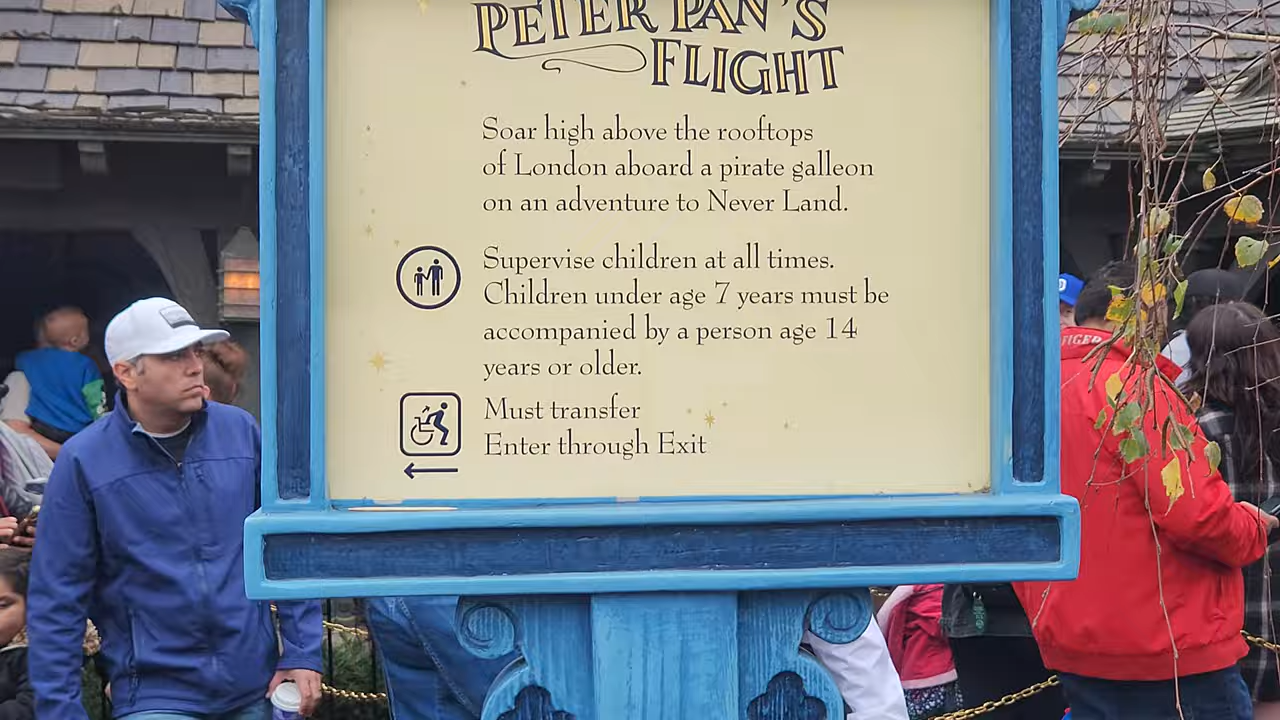 PETER PAN'S
FLIGHT
Soar high above the rooftops
of London aboard a pirate galleon
on an adventure to Never Land.
Supervise children at all times.
Children under age 7 years must be
accompanied by a person age 14
years or older.
Must transfer
Enter through Exit
TIGER